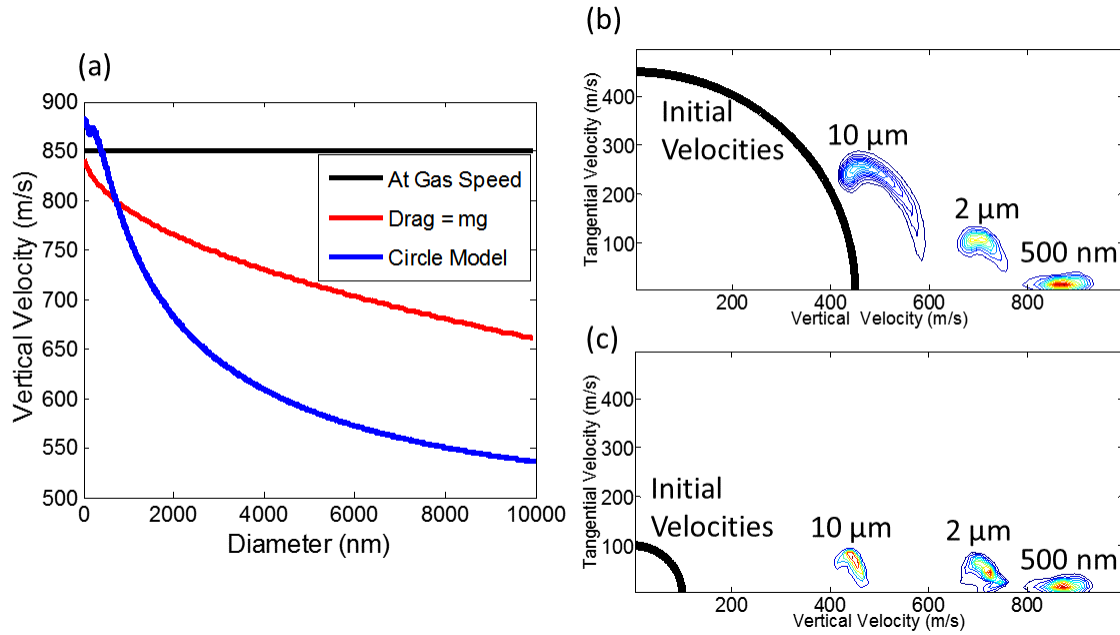 (a)
900
850
800
750
700
650
600
550
500
Vertical Velocity (m/s)
0
2000
4000
6000
8000
10000
Diameter (nm)
At Gas Speed
Drag = mg
Circle Model
(b)
Tangential Velocity (m/s)
400
300
200
100
Initial
Velocities
10 µm
2 µm
500 nm
200
400
600
800
Vertical Velocity (m/s)
(c)
Tangential Velocity (m/s)
400
300
200
100
Initial
Velocities
10 µm
2 µm
500 nm
200
400
600
800
Vertical Velocity (m/s)